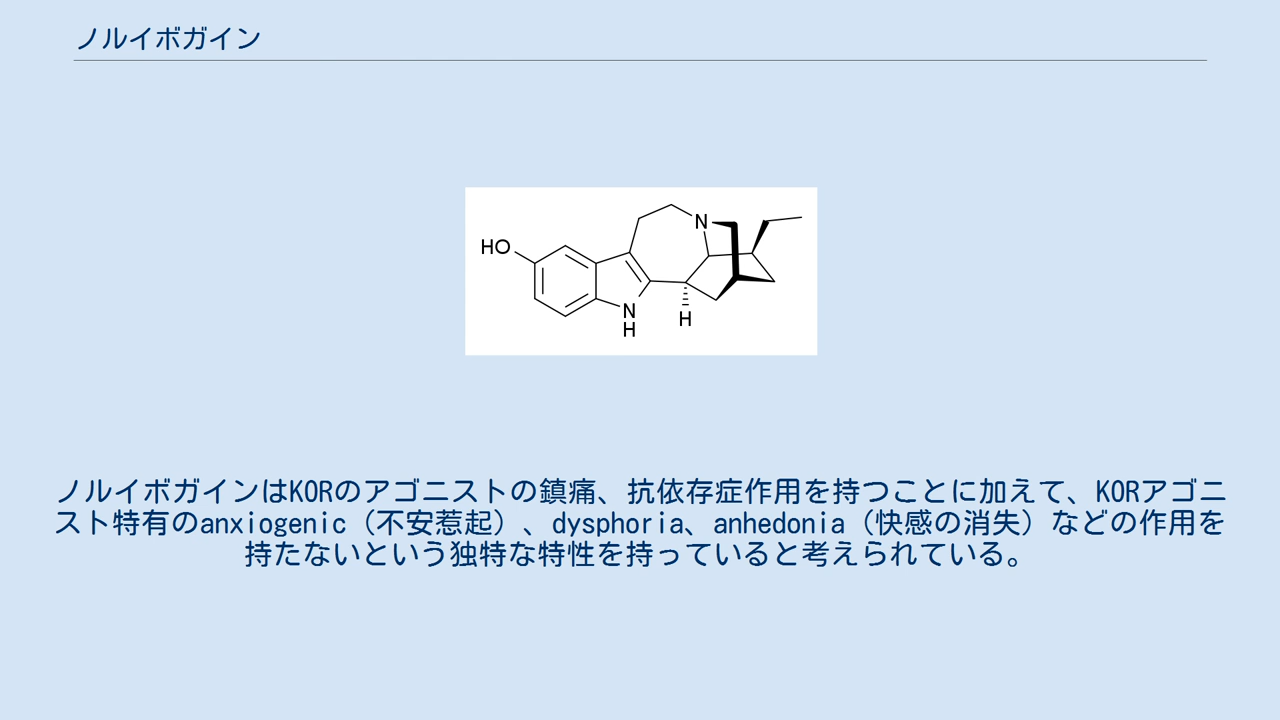 ノルイボガイン
HO
N
N
H
H
ノルイボガインはKORのアゴニストの鎮痛、抗依存症作用を持つことに加えて、KORアゴニ
スト特有のanxiogenic（不安惹起）、dysphoria、anhedonia（快感の消失）などの作用を
持たないという独特な特性を持っていると考えられている。